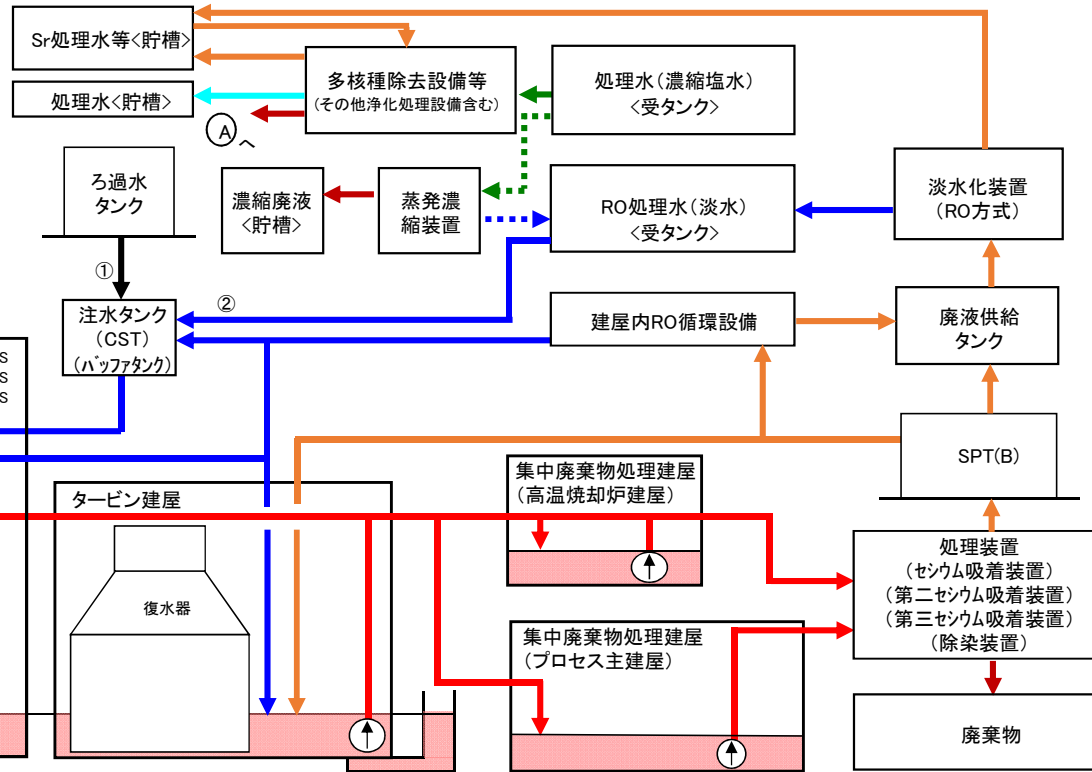 Sr処理水等<貯槽>
処理水<貯槽>
多核種除去設備等
(その他浄化処理設備含む)
処理水(濃縮塩水)
<受タンク>
A へ
ろ過水
タンク
濃縮廃液
<貯槽>
蒸発濃
縮装置
RO処理水(淡水)
<受タンク>
淡水化装置
(RO方式)
①
②
注水タンク
(CST)
(バッファタンク)
建屋内RO循環設備
廃液供給
タンク
S
S
S
SPT(B)
タービン建屋
復水器
集中廃棄物処理建屋
(高温焼却炉建屋)
集中廃棄物処理建屋
(プロセス主建屋)
処理装置
(セシウム吸着装置)
(第二セシウム吸着装置)
(第三セシウム吸着装置)
(除染装置)
廃棄物